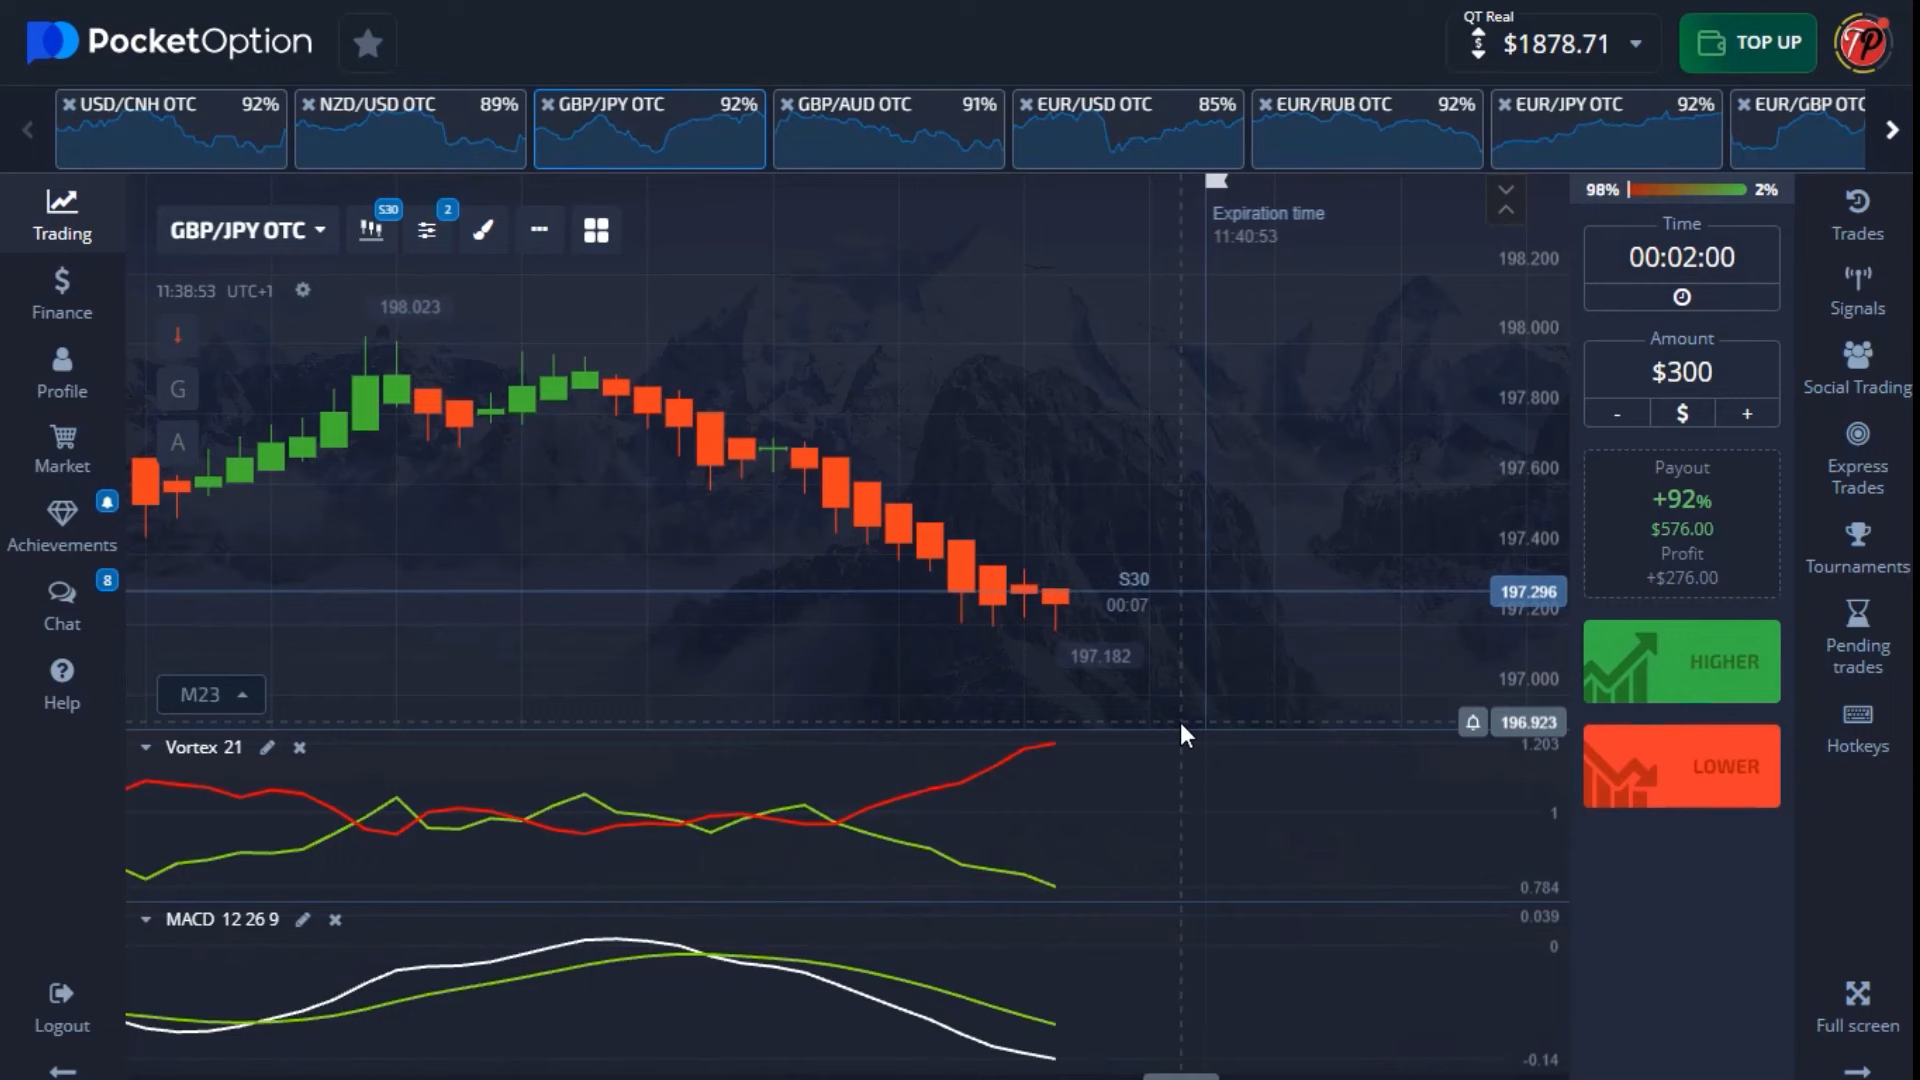 PocketOption
QT Real
$1878.71
TOP UP
USD/CNH OTC 92%
NZD/USD OTC 89%
GBP/JPY OTC 92%
GBP/AUD OTC 91%
EUR/USD OTC 85%
EUR/RUB OTC 92%
EUR/JPY OTC 92%
EUR/GBP OTC
Trading
Finance
Profile
Market
Achievements
8
Chat
Help
Logout
GBP/JPY OTC
S30
2
11:38:53 UTC+1
G
A
198.023
Expiration time
11:40:53
198.200
198.000
197.800
197.600
197.400
197.296
197.200
197.000
196.923
S30
00:07
197.182
M23
Vortex 21
1.203
1
0.784
MACD 12 26 9
0.039
0
-0.14
98% 2%
Time
00:02:00
Amount
$300
- $ +
Payout
+92%
$576.00
Profit
+$276.00
HIGHER
LOWER
Trades
Signals
Social Trading
Express
Trades
Tournaments
Pending
trades
Hotkeys
Full screen